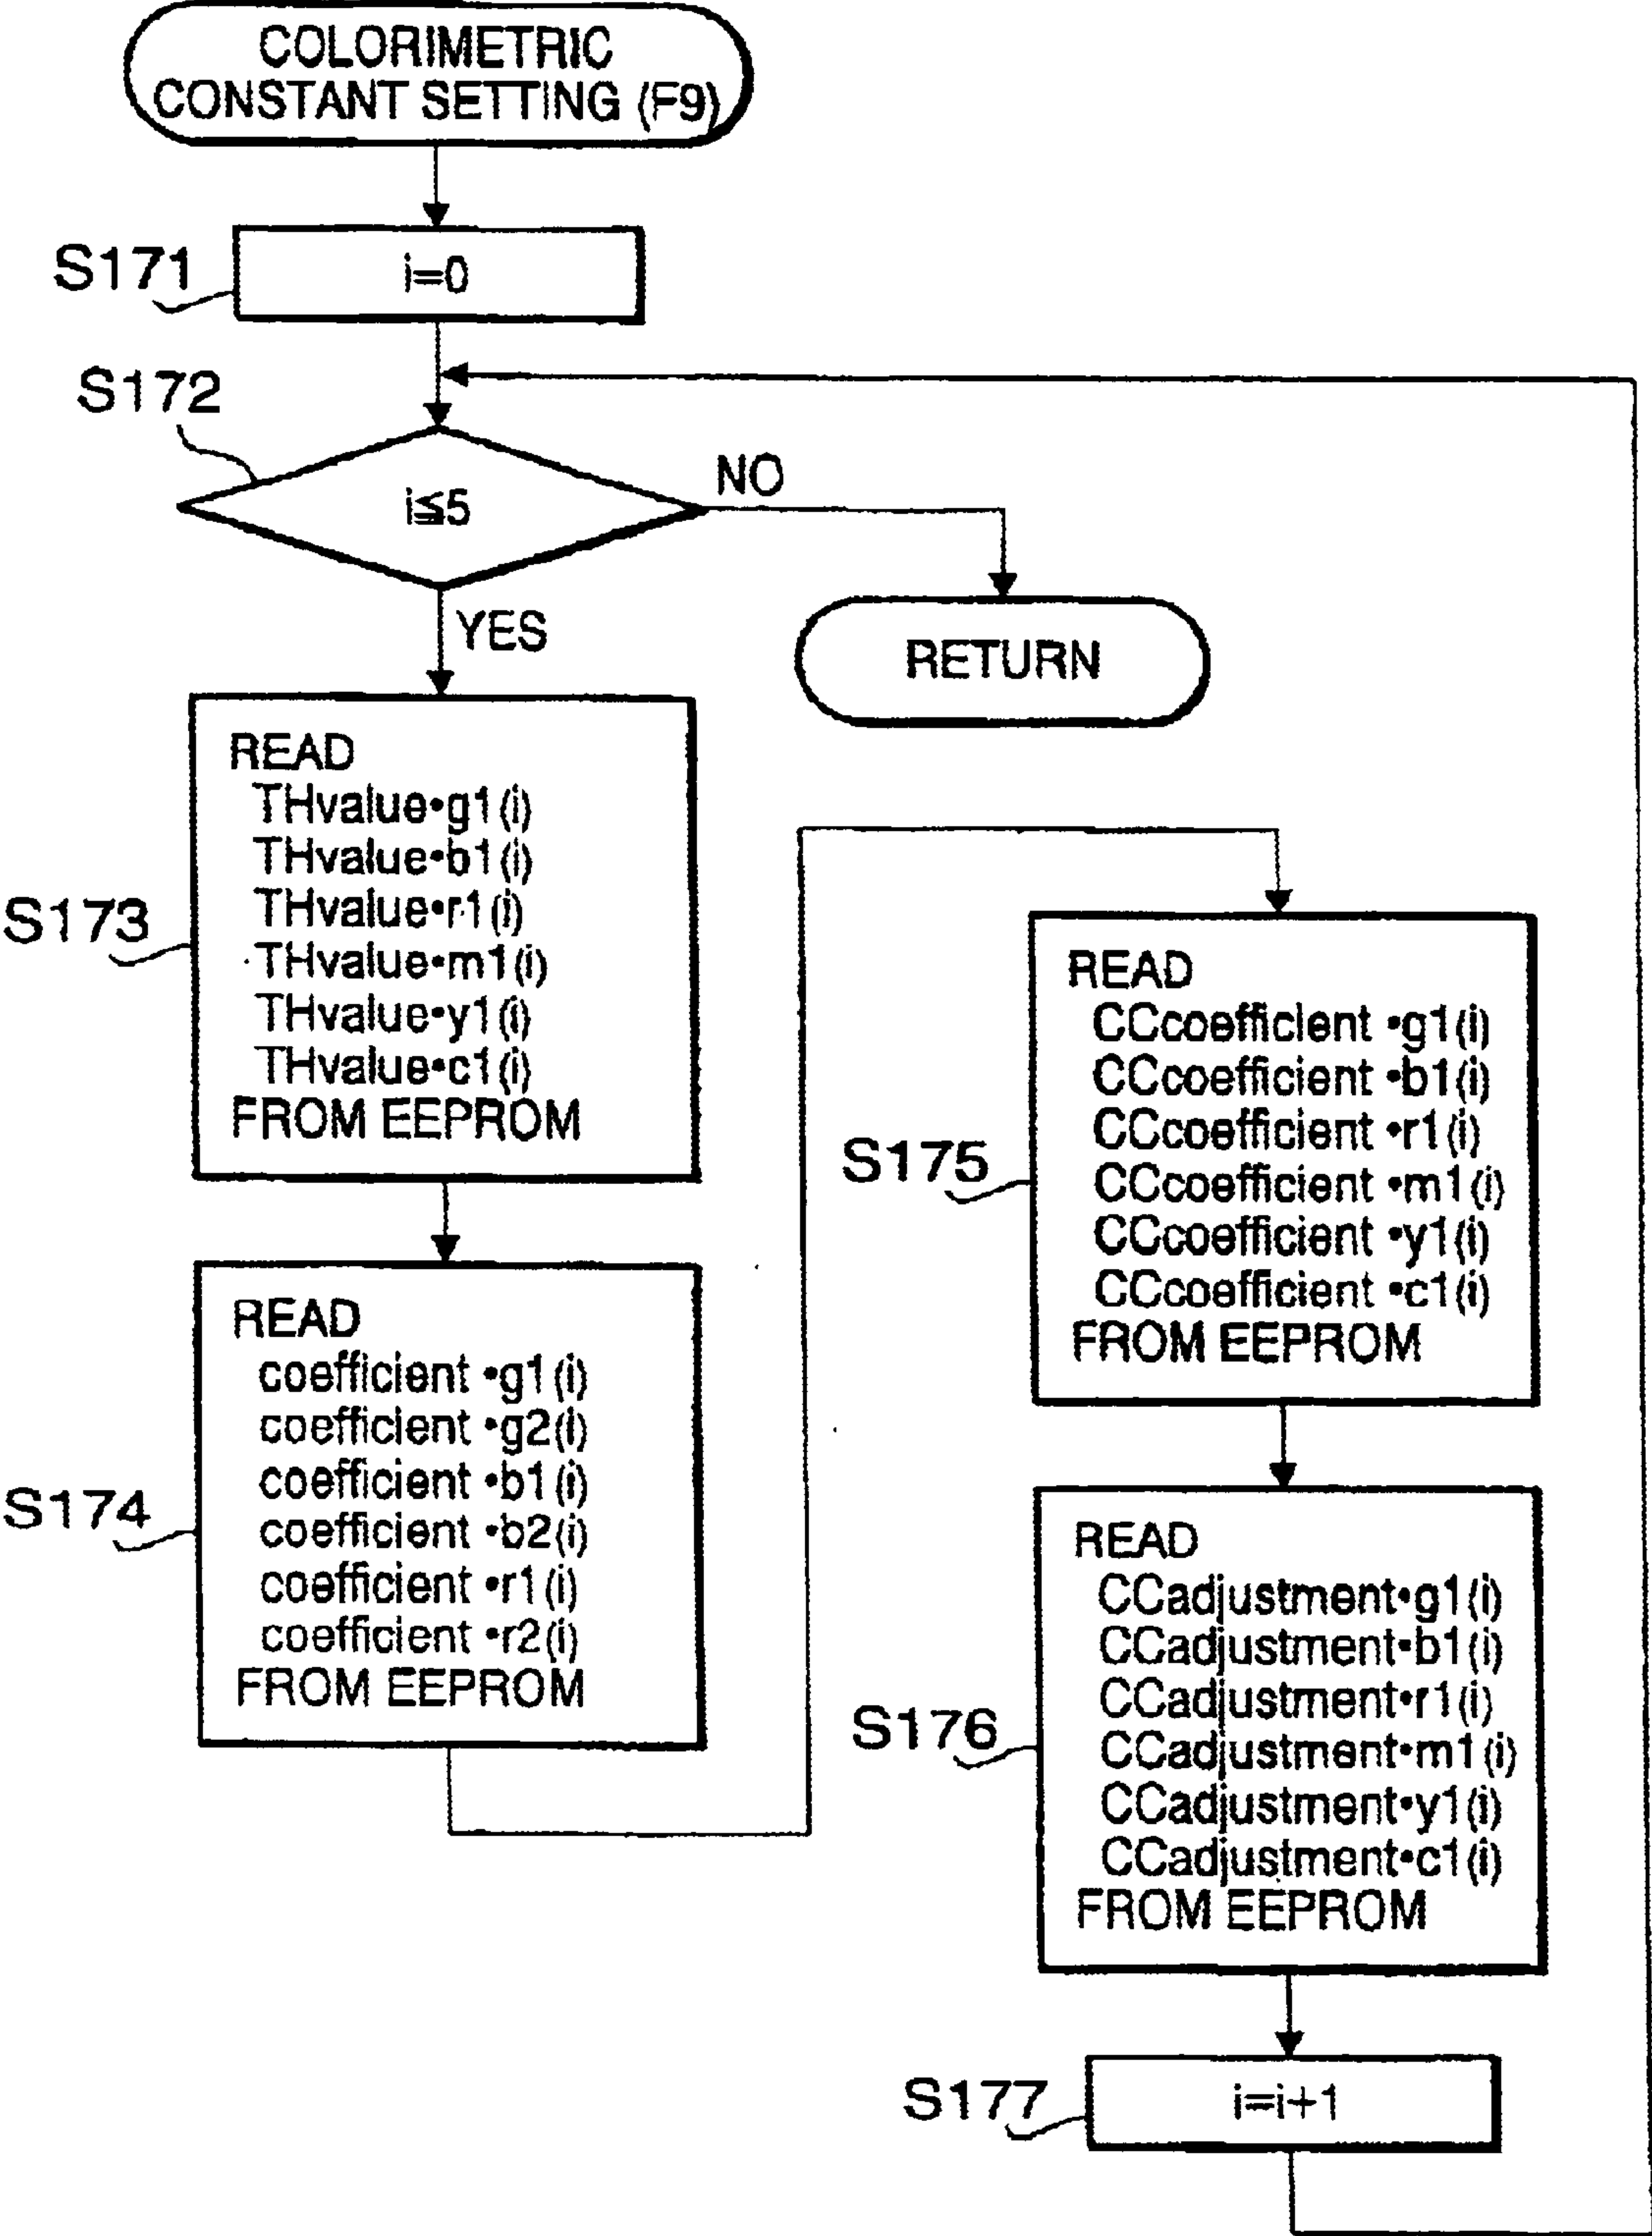 COLORIMETRIC
CONSTANT SETTING (F9)
S171
i=0
S172
i≦5
NO
YES
RETURN
S173
READ
THvalue•g1(i)
THvalue•b1(i)
THvalue•r1(i)
THvalue•m1(i)
THvalue•y1(i)
THvalue•c1(i)
FROM EEPROM
S174
READ
coefficient •g1(i)
coefficient •g2(i)
coefficient •b1(i)
coefficient •b2(i)
coefficient •r1(i)
coefficient •r2(i)
FROM EEPROM
S175
READ
CCcoefficient •g1(i)
CCcoefficient •b1(i)
CCcoefficient •r1(i)
CCcoefficient •m1(i)
CCcoefficient •y1(i)
CCcoefficient •c1(i)
FROM EEPROM
S176
READ
CCadjustment•g1(i)
CCadjustment•b1(i)
CCadjustment•r1(i)
CCadjustment•m1(i)
CCadjustment•y1(i)
CCadjustment•c1(i)
FROM EEPROM
S177
i=i+1